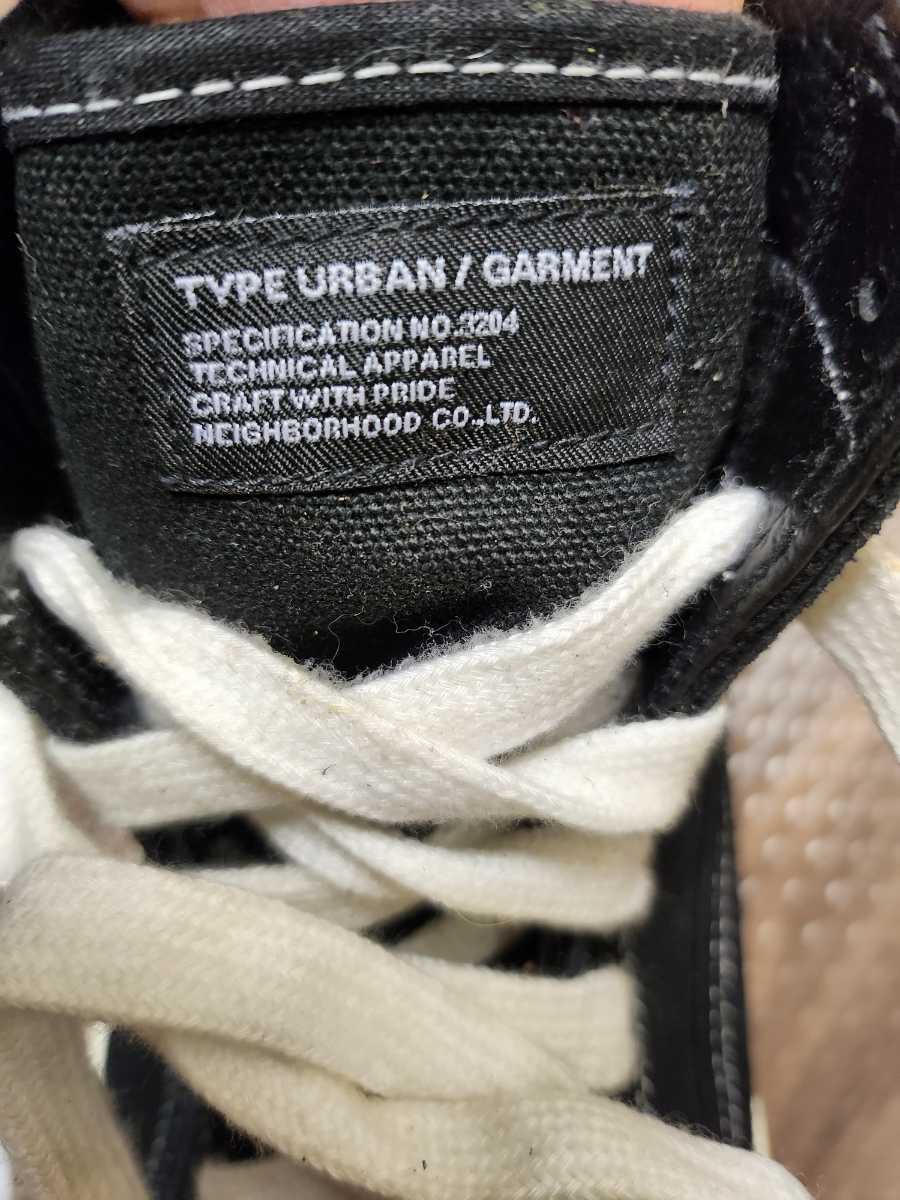 TYPE URBAN / GARMENT
SPECIFICATION NO.3204
TECHNICAL APPAREL
CRAFT WITH PRIDE
NEIGHBORHOOD CO.,LTD.